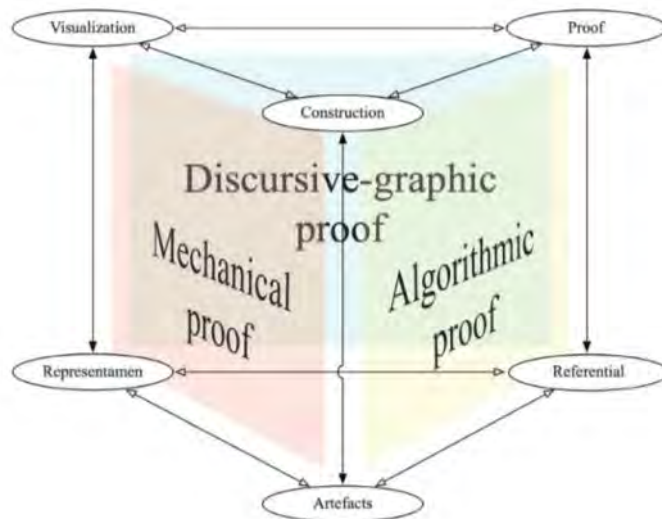 Visualization
Proof
Construction
Discursive-graphic
proof
Mechanical
proof
Algorithmic
proof
Representamen
Referential
Artefacts